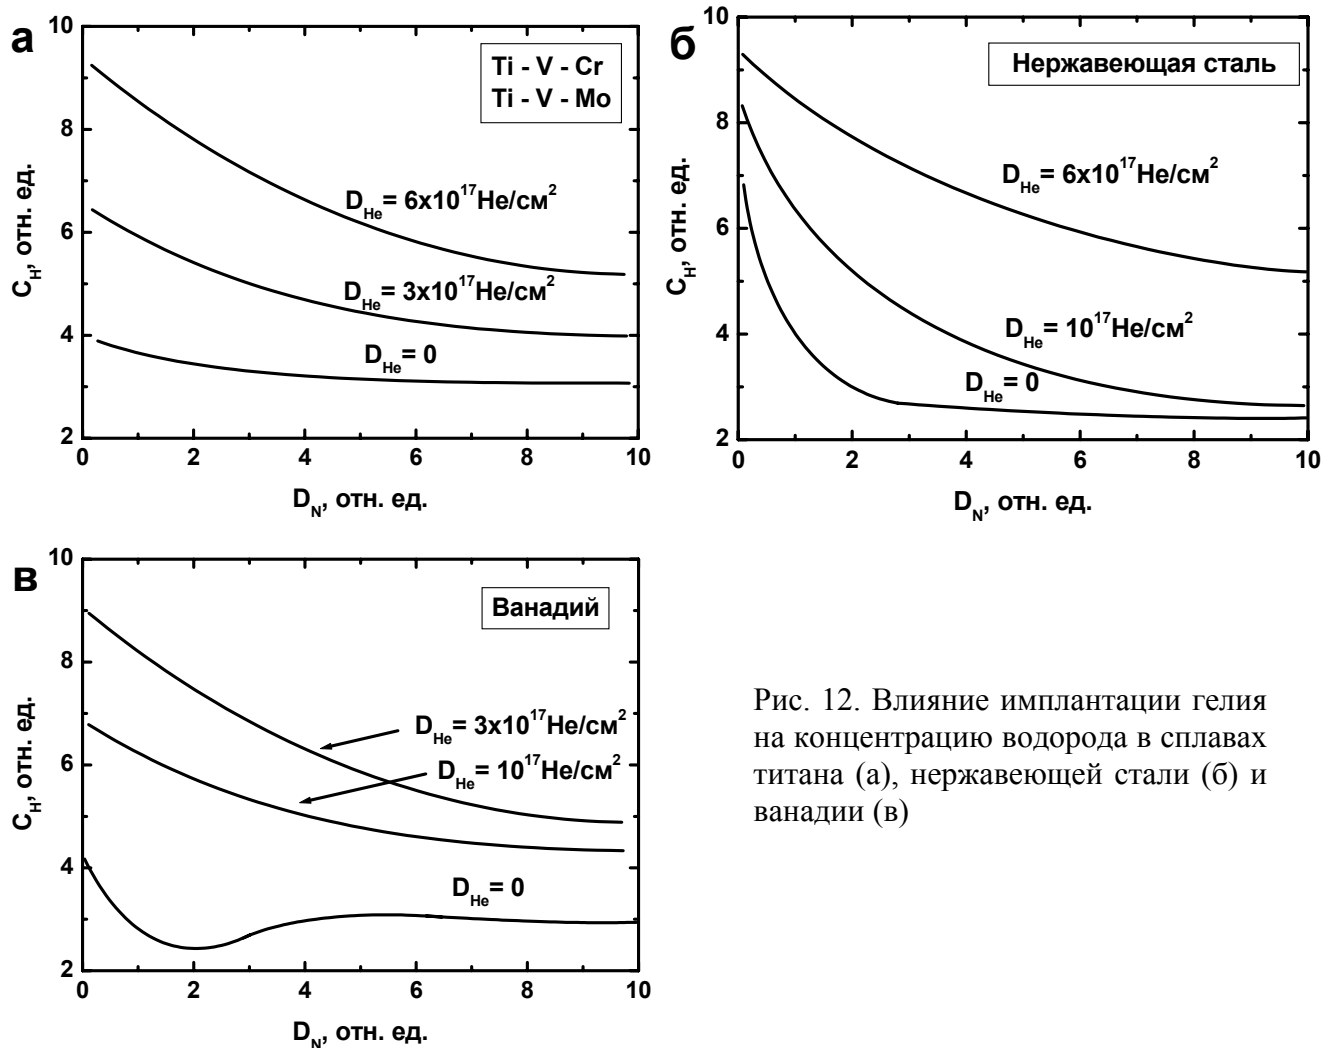 а
Ti - V - Cr
Ti - V - Mo
10
8
6
4
2
0
2
4
6
8
10
C_H, отн. ед.
D_N, отн. ед.
D_He = 6x10^17 He/см^2
D_He = 3x10^17 He/см^2
D_He = 0
б
Нержавеющая сталь
10
8
6
4
2
0
2
4
6
8
10
C_H, отн. ед.
D_N, отн. ед.
D_He = 6x10^17 He/см^2
D_He = 10^17 He/см^2
D_He = 0
в
Ванадий
10
8
6
4
2
0
2
4
6
8
10
C_H, отн. ед.
D_N, отн. ед.
D_He = 3x10^17 He/см^2
D_He = 10^17 He/см^2
D_He = 0
Рис. 12. Влияние имплантации гелия
на концентрацию водорода в сплавах
титана (а), нержавеющей стали (б) и
ванадии (в)